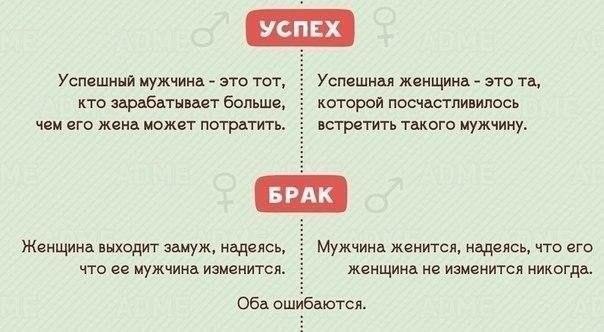 УСПЕХ
Успешный мужчина - это тот,
кто зарабатывает больше,
чем его жена может потратить.
Успешная женщина - это та,
которой посчастливилось
встретить такого мужчину.
БРАК
Женщина выходит замуж, надеясь,
что ее мужчина изменится.
Мужчина женится, надеясь, что его
женщина не изменится никогда.
Оба ошибаются.